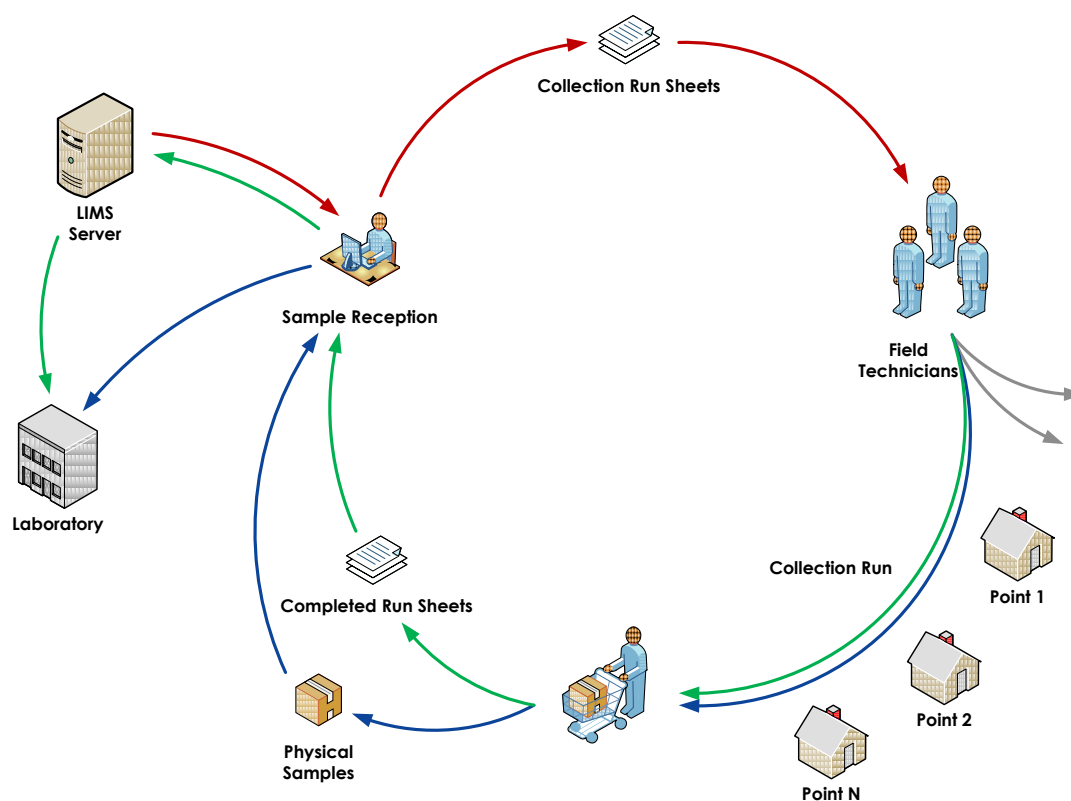 Collection Run Sheets
LIMS
Server
Sample Reception
Field
Technicians
Laboratory
Collection Run
Point 1
Completed Run Sheets
Point 2
Physical
Samples
Point N